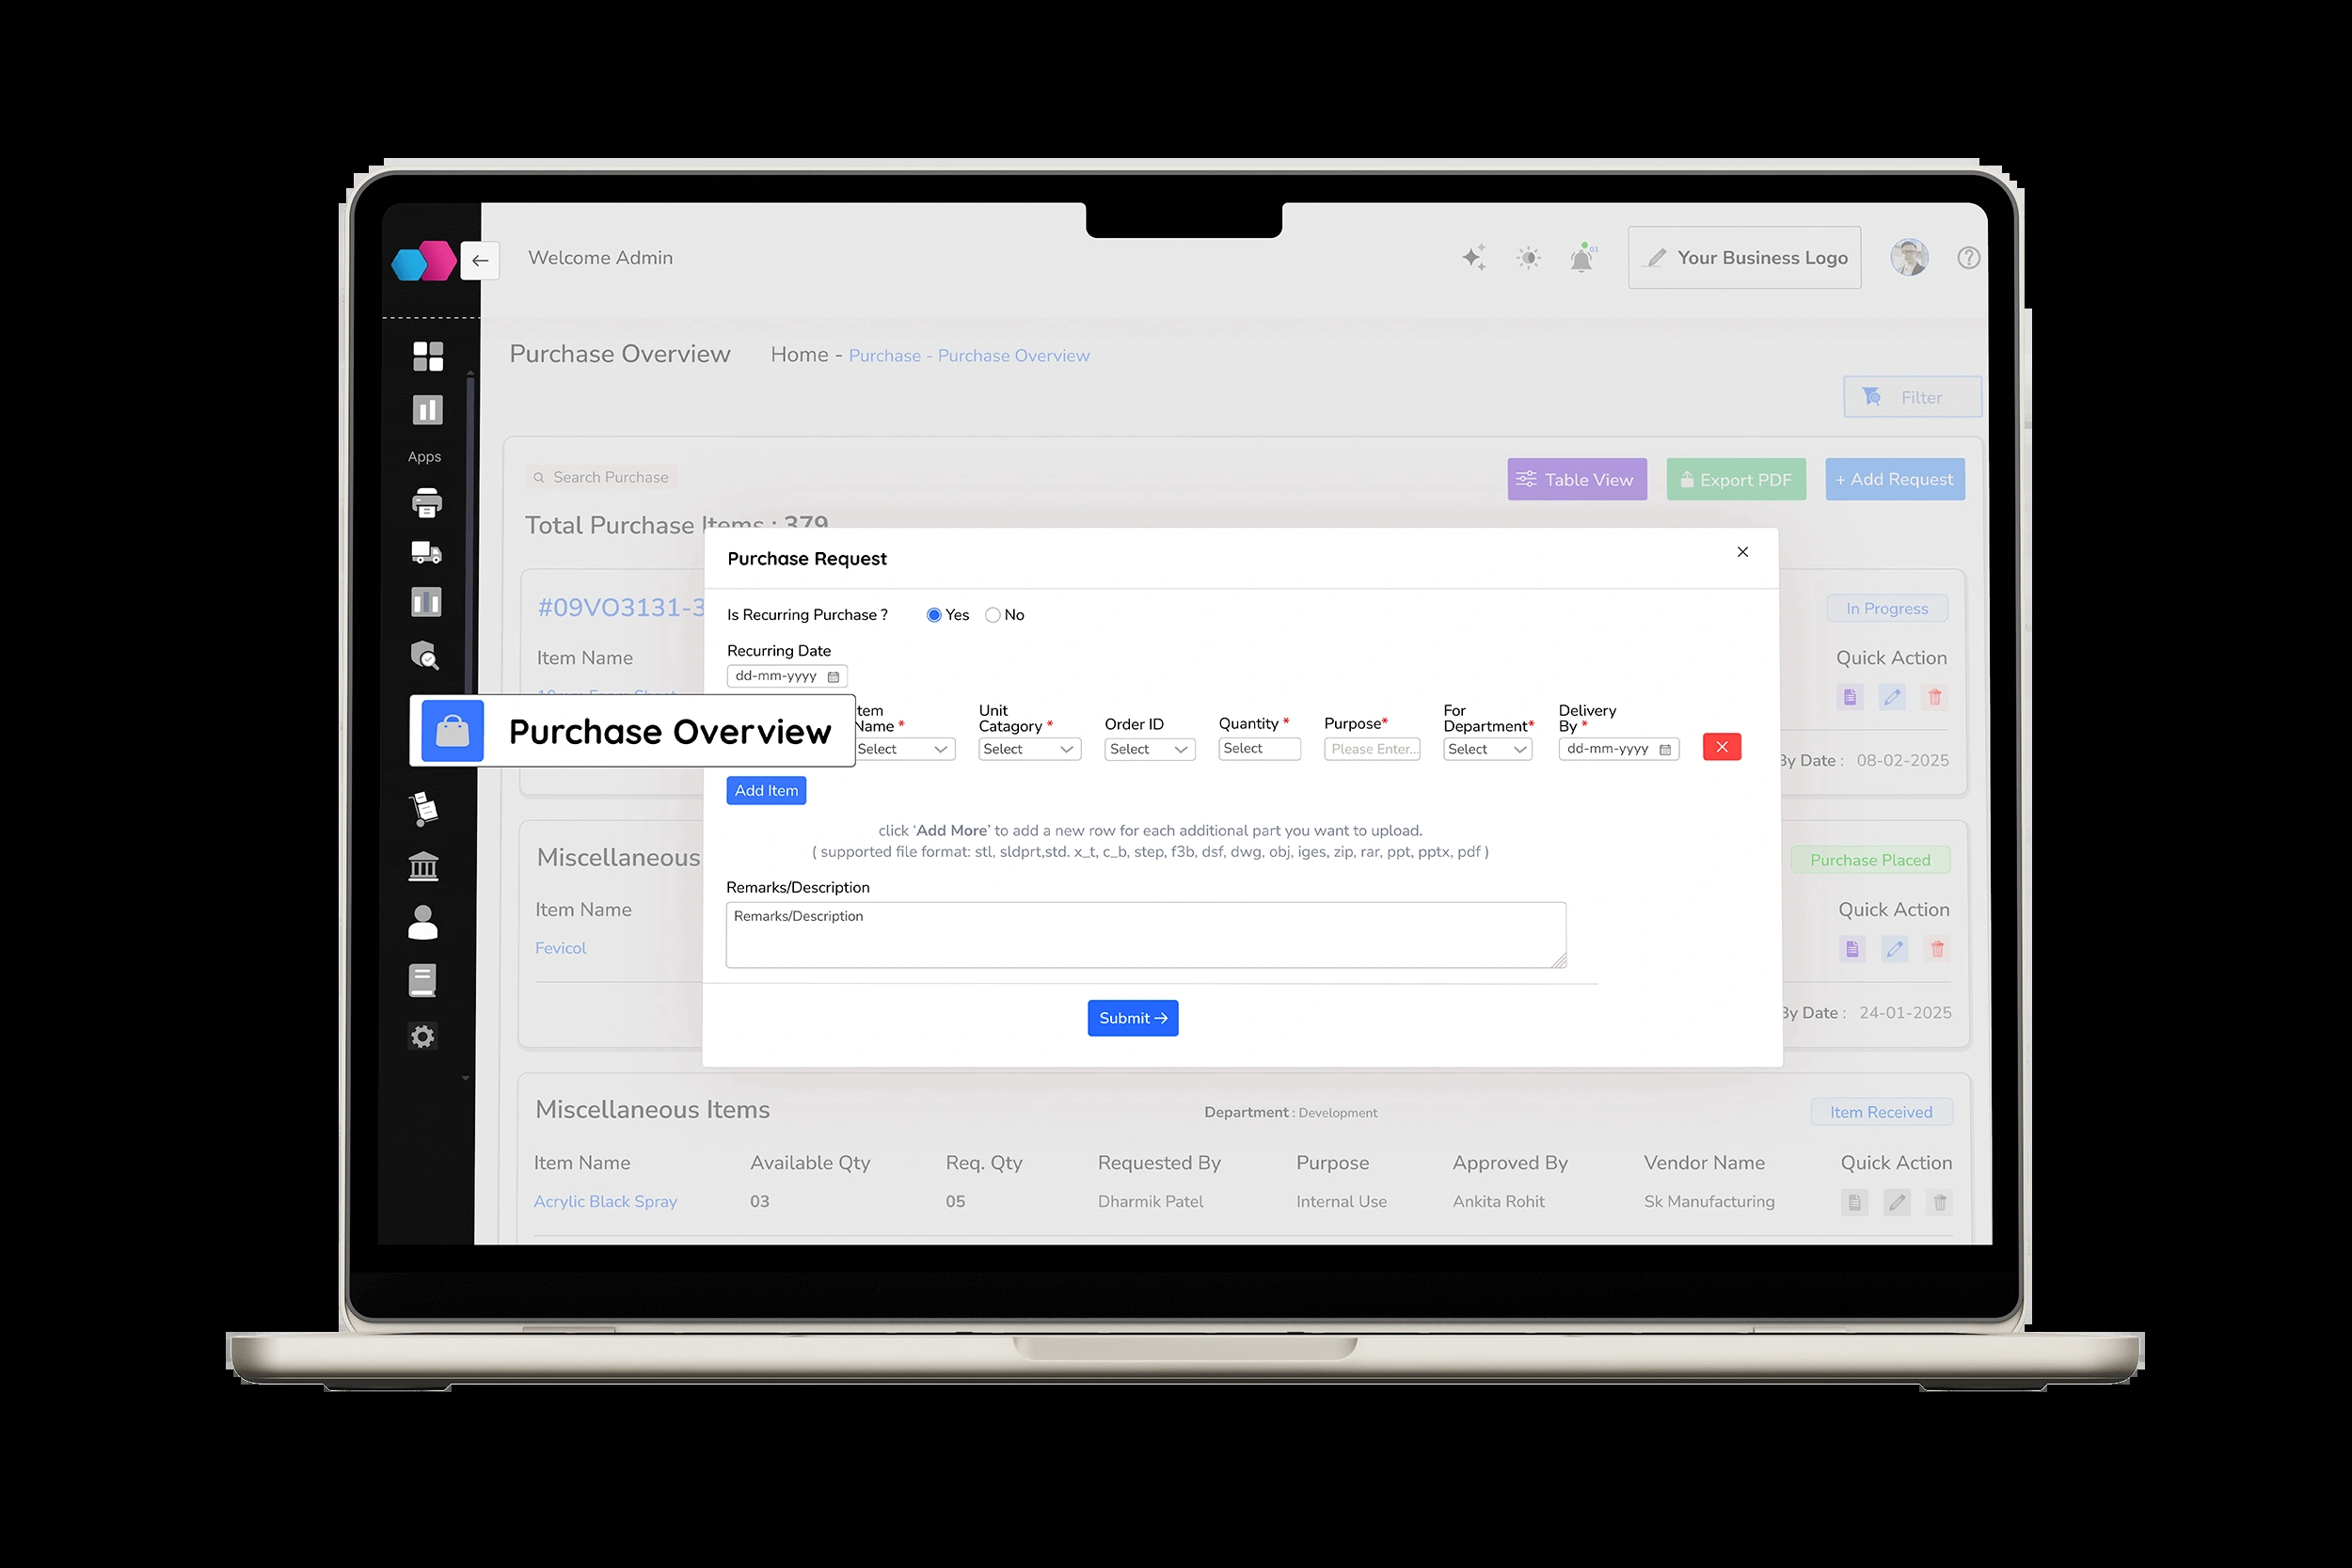 Welcome Admin
03
Your Business Logo
Purchase Overview Home - Purchase - Purchase Overview
Filter
Apps
Search Purchase
Table View
Export PDF
+ Add Request
Total Purchase Items : 379
Purchase Request
#09VO3131-3
In Progress
Is Recurring Purchase ? Yes No
Item Name
Quick Action
Recurring Date
dd-mm-yyyy
Purchase Overview
tem
Name *
Unit
Catagory *
Order ID
Quantity *
Purpose*
For
Department*
Delivery
By *
Select Select Select Select Please Enter... Select dd-mm-yyyy
By Date : 08-02-2025
Add Item
click ‘Add More’ to add a new row for each additional part you want to upload.
( supported file format: stl, sldprt,std. x_t, c_b, step, f3b, dsf, dwg, obj, iges, zip, rar, ppt, pptx, pdf )
Miscellaneous
Purchase Placed
Remarks/Description
Remarks/Description
Item Name
Quick Action
Fevicol
By Date : 24-01-2025
Submit
Miscellaneous Items Department : Development Item Received
Item Name Available Qty Req. Qty Requested By Purpose Approved By Vendor Name Quick Action
Acrylic Black Spray 03 05 Dharmik Patel Internal Use Ankita Rohit Sk Manufacturing